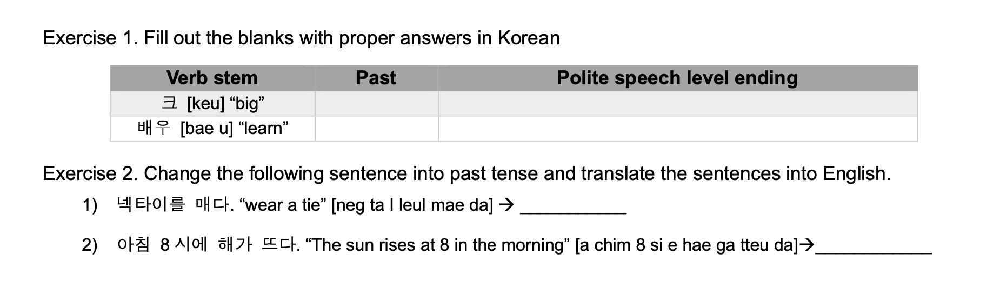 Exercise 1. Fill out the blanks with proper answers in Korean
Verb stem Past Polite speech level ending
크 [keu] “big”
배우 [bae u] “learn”
Exercise 2. Change the following sentence into past tense and translate the sentences into English.
1) 넥타이를 매다. “wear a tie” [neg ta I leul mae da] → ___________
2) 아침 8시에 해가 뜨다. “The sun rises at 8 in the morning” [a chim 8 si e hae ga tteu da]→____________